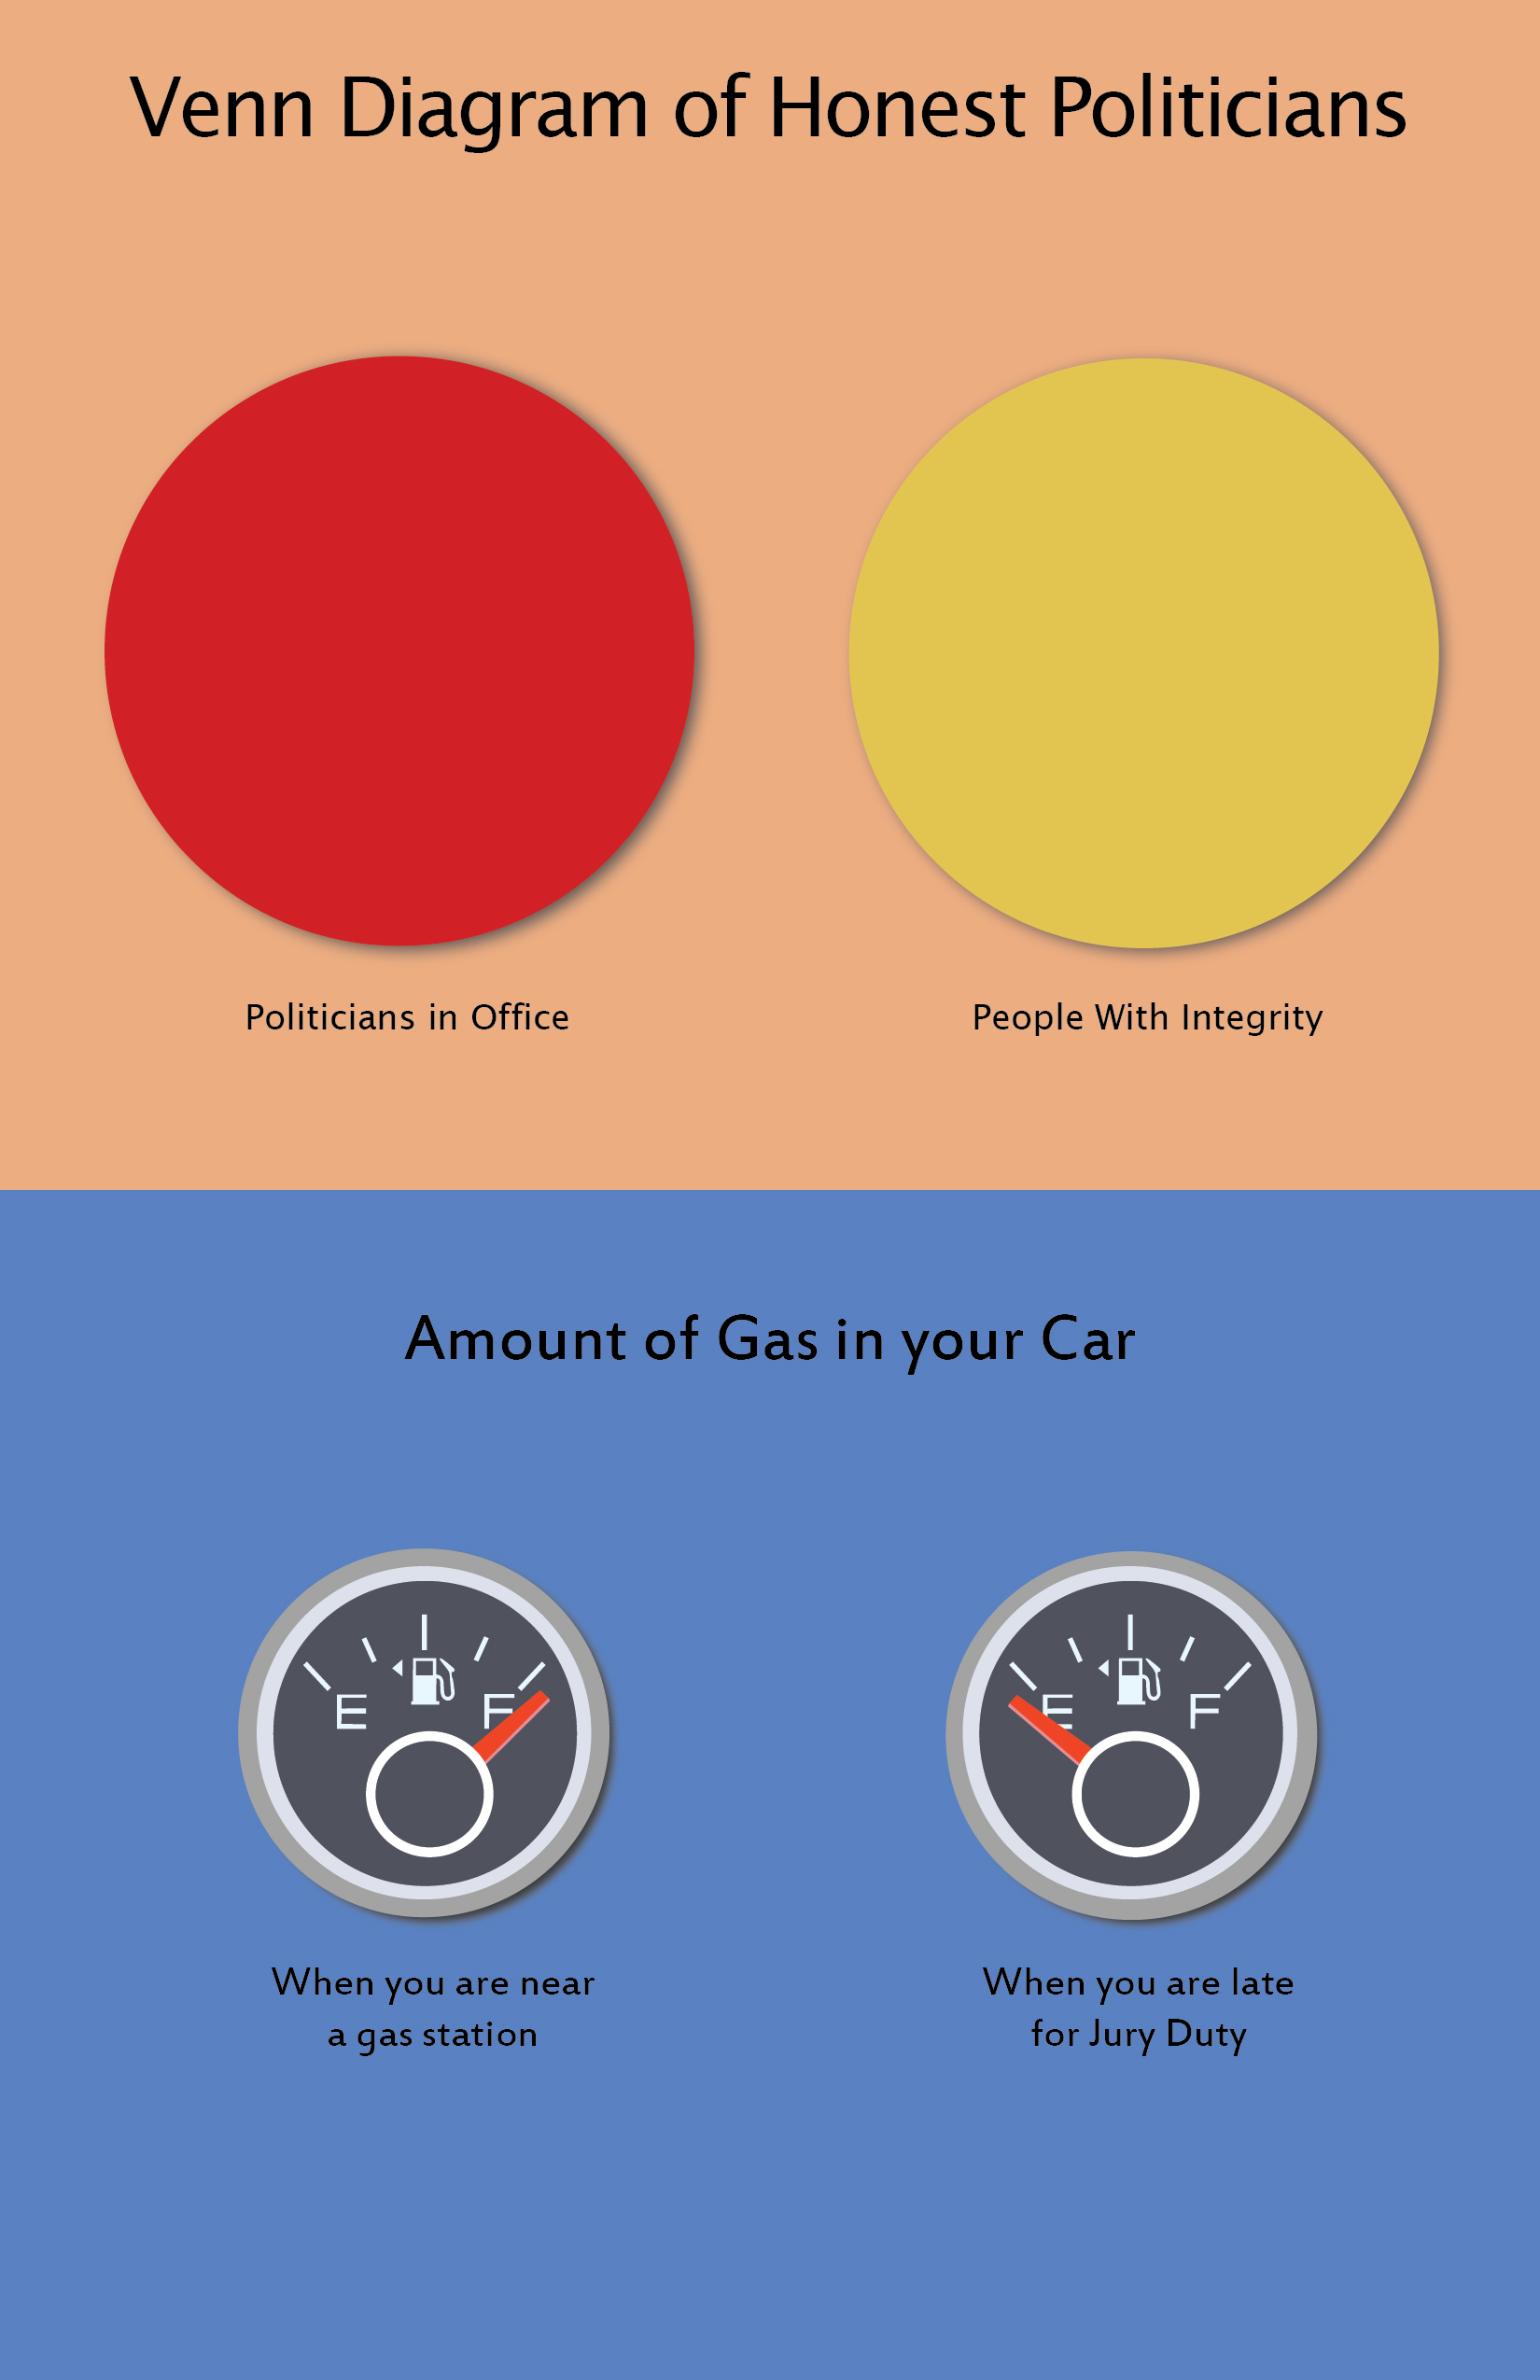 Venn Diagram of Honest Politicians
Politicians in Office
People With Integrity
Amount of Gas in your Car
E
F
E
F
When you are near
a gas station
When you are late
for Jury Duty